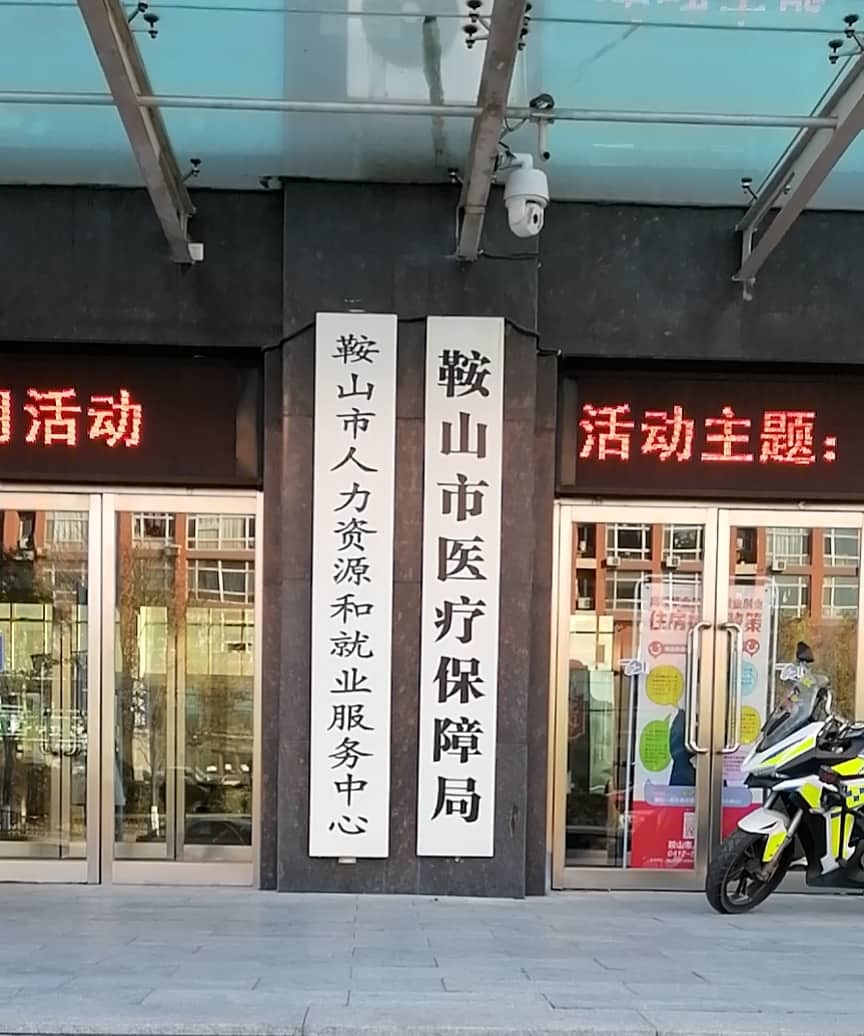 活动
活动主题:
鞍山市人力资源和就业服务中心
鞍山市医疗保障局